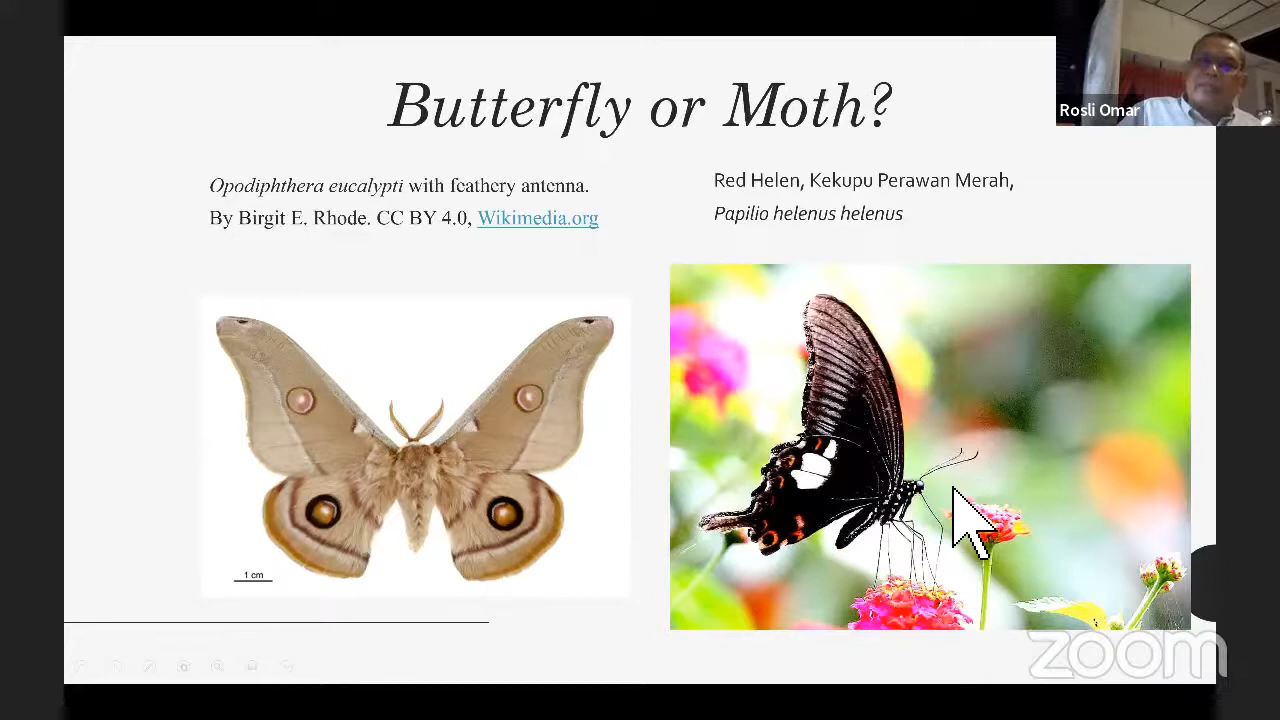 Butterfly or Moth?
Rosli Omar
Opodiphthera eucalypti with feathery antenna.
By Birgit E. Rhode. CC BY 4.0, Wikimedia.org
Red Helen, Kekupu Perawan Merah,
Papilio helenus helenus
1 cm
zoom